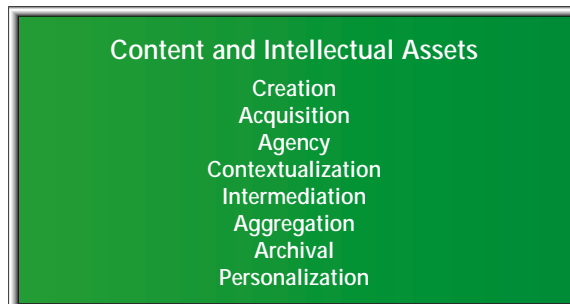 Content and Intellectual Assets
Creation
Acquisition
Agency
Contextualization
Intermediation
Aggregation
Archival
Personalization